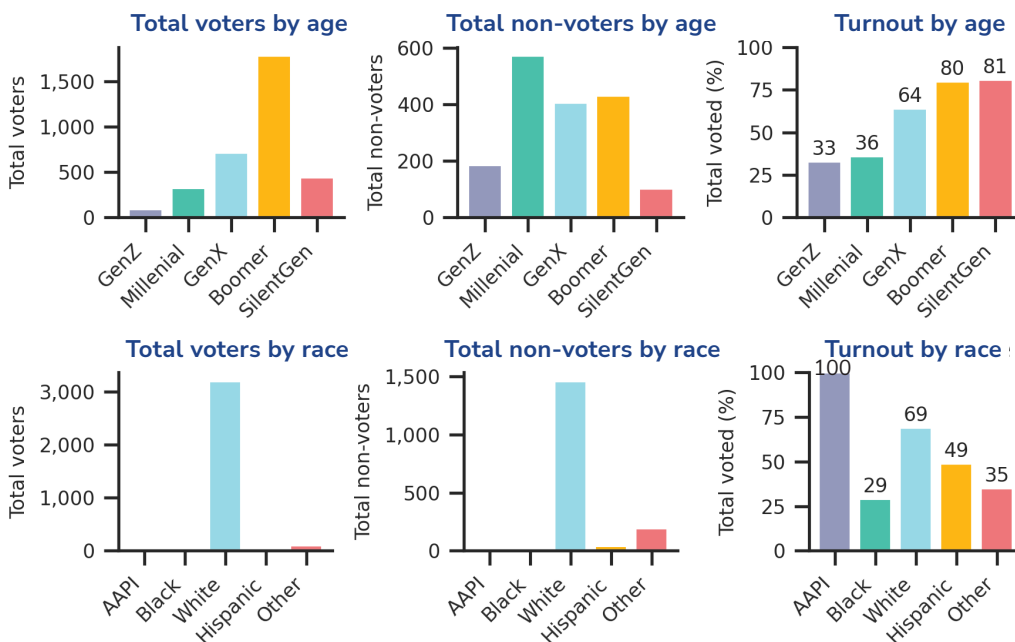 Total voters by age
Total voters
1,500
1,000
500
0
GenZ
Millenial
GenX
Boomer
SilentGen
Total non-voters by age
Total non-voters
600
400
200
0
GenZ
Millenial
GenX
Boomer
SilentGen
Turnout by age
Total voted (%)
100
75
50
25
0
33
36
64
80
81
GenZ
Millenial
GenX
Boomer
SilentGen
Total voters by race
Total voters
3,000
2,000
1,000
0
AAPI
Black
White
Hispanic
Other
Total non-voters by race
Total non-voters
1,500
1,000
500
0
AAPI
Black
White
Hispanic
Other
Turnout by race
Total voted (%)
100
75
50
25
0
100
29
69
49
35
AAPI
Black
White
Hispanic
Other